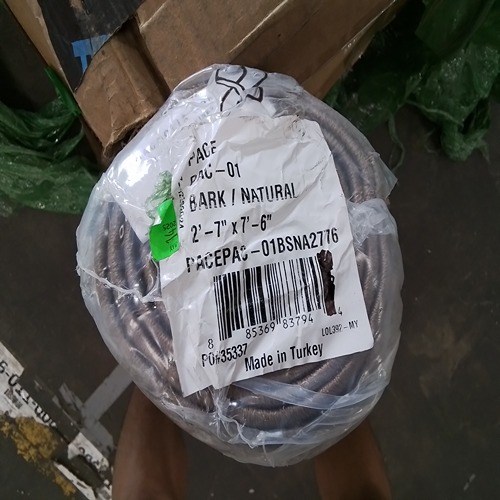 PACE
PAC-01
BARK / NATURAL
2'-7" x 7'-6"
PACEPAC-01BSNA2776
8 85369 83794 4
LOL392-MY
PO#35337
Made in Turkey